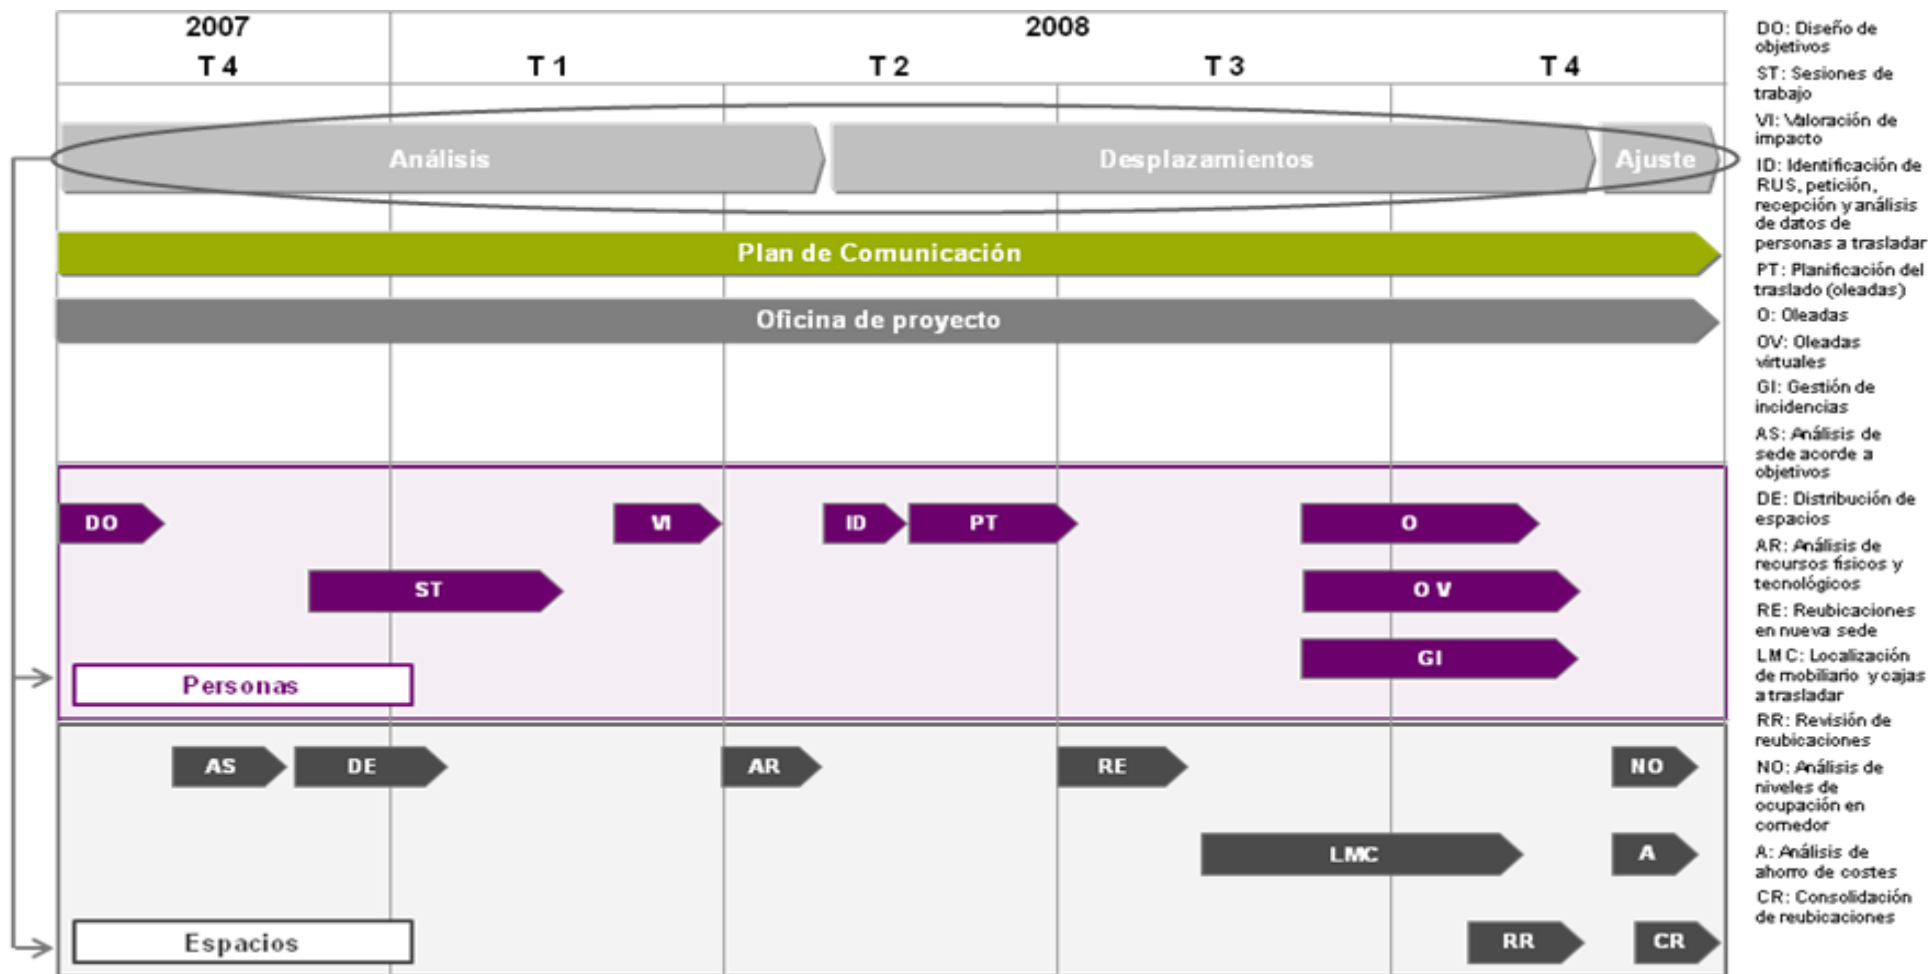 2007
2008
T 4
T 1
T 2
T 3
T 4
Análisis
Desplazamientos
Ajuste
Plan de Comunicación
Oficina de proyecto
DO
VI
ID
PT
O
ST
O V
GI
Personas
AS
DE
AR
RE
NO
LMC
A
Espacios
RR
CR
DO: Diseño de
objetivos
ST: Sesiones de
trabajo
VI: Valoración de
impacto
ID: Identificación de
RUS, petición,
recepción y análisis
de datos de
personas a trasladar
PT: Planificación del
traslado (oleadas)
O: Oleadas
OV: Oleadas
virtuales
GI: Gestión de
incidencias
AS: Análisis de
sede acorde a
objetivos
DE: Distribución de
espacios
AR: Análisis de
recursos físicos y
tecnológicos
RE: Reubicaciones
en nueva sede
LMC: Localización
de mobiliario y cajas
a trasladar
RR: Revisión de
reubicaciones
NO: Análisis de
niveles de
ocupación en
comedor
A: Análisis de
ahorro de costes
CR: Consolidación
de reubicaciones